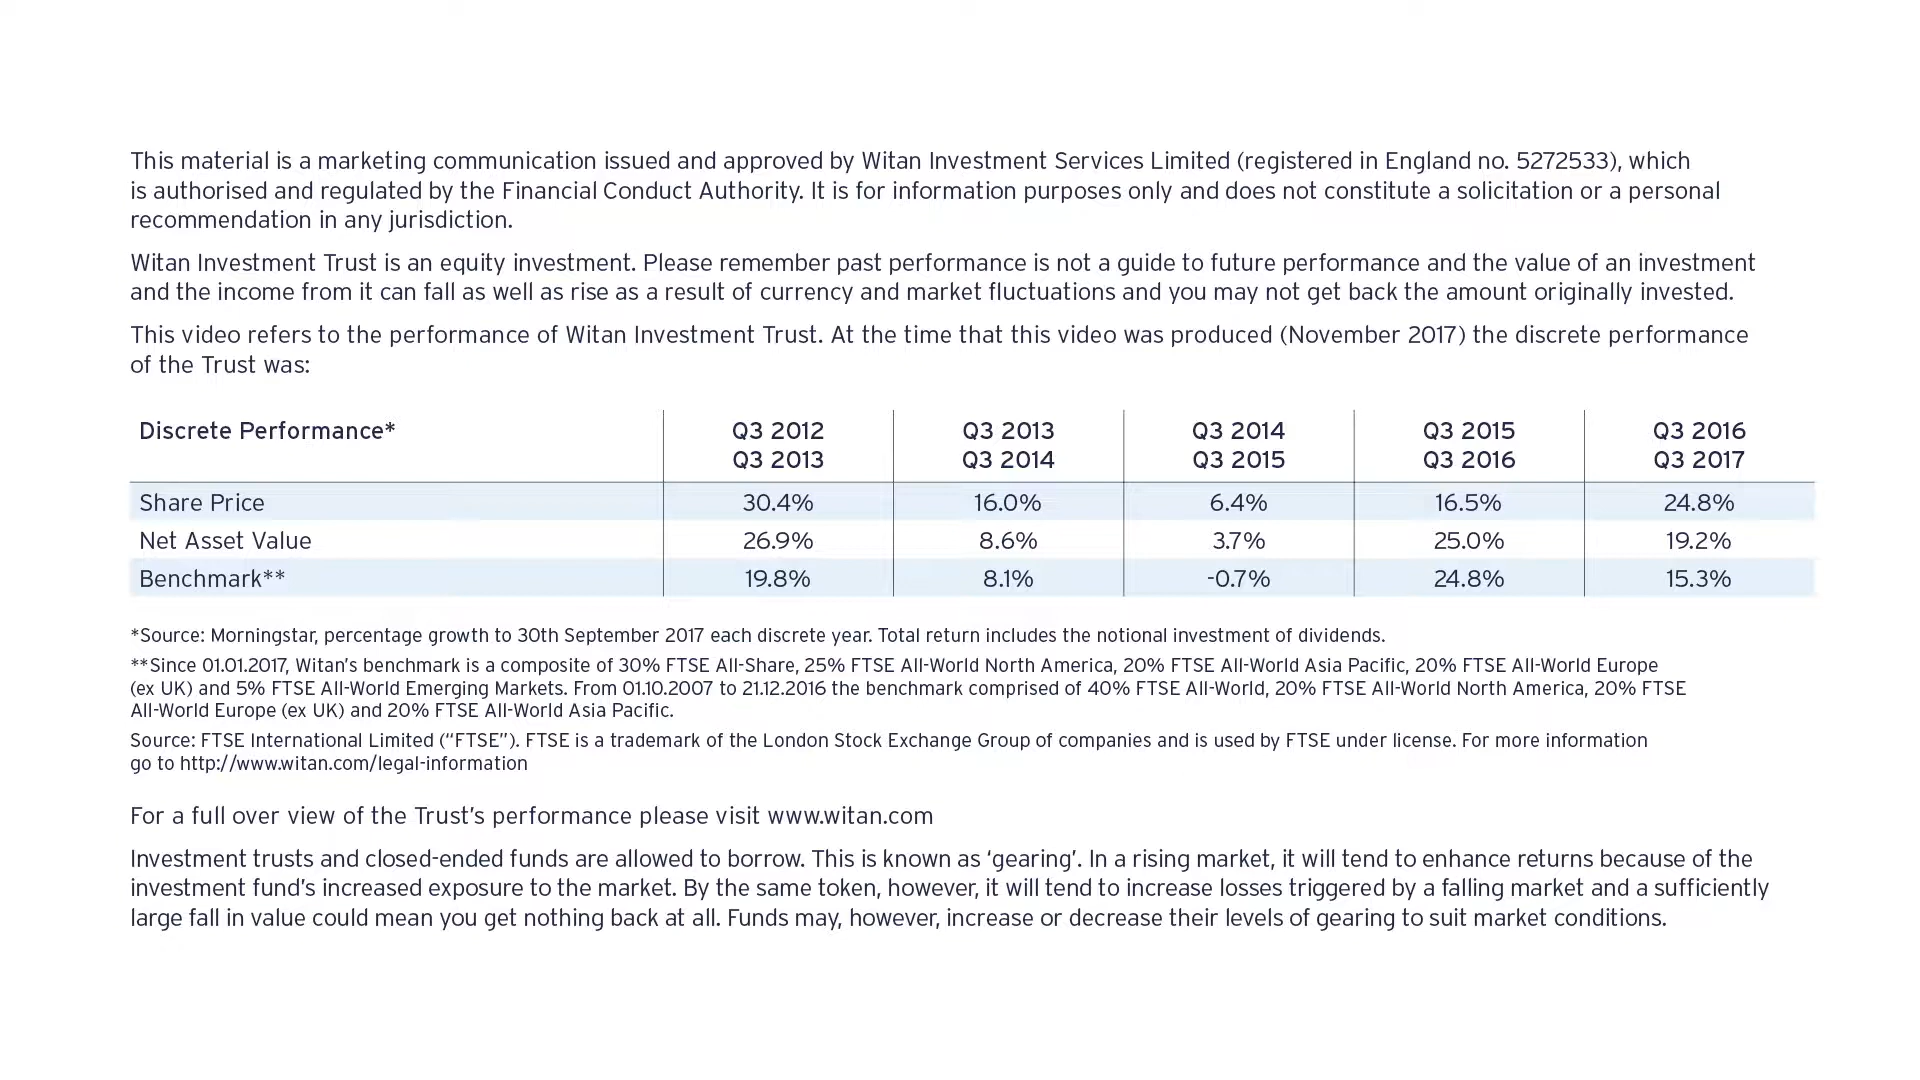 This material is a marketing communication issued and approved by Witan Investment Services Limited (registered in England no. 5272533), which
is authorised and regulated by the Financial Conduct Authority. It is for information purposes only and does not constitute a solicitation or a personal
recommendation in any jurisdiction.
Witan Investment Trust is an equity investment. Please remember past performance is not a guide to future performance and the value of an investment
and the income from it can fall as well as rise as a result of currency and market fluctuations and you may not get back the amount originally invested.
This video refers to the performance of Witan Investment Trust. At the time that this video was produced (November 2017) the discrete performance
of the Trust was:
Discrete Performance* Q3 2012 Q3 2013 Q3 2014 Q3 2015 Q3 2016
Q3 2013 Q3 2014 Q3 2015 Q3 2016 Q3 2017
Share Price 30.4% 16.0% 6.4% 16.5% 24.8%
Net Asset Value 26.9% 8.6% 3.7% 25.0% 19.2%
Benchmark** 19.8% 8.1% -0.7% 24.8% 15.3%
*Source: Morningstar, percentage growth to 30th September 2017 each discrete year. Total return includes the notional investment of dividends.
**Since 01.01.2017, Witan's benchmark is a composite of 30% FTSE All-Share, 25% FTSE All-World North America, 20% FTSE All-World Asia Pacific, 20% FTSE All-World Europe
(ex UK) and 5% FTSE All-World Emerging Markets. From 01.10.2007 to 21.12.2016 the benchmark comprised of 40% FTSE All-World, 20% FTSE All-World North America, 20% FTSE
All-World Europe (ex UK) and 20% FTSE All-World Asia Pacific.
Source: FTSE International Limited (“FTSE”). FTSE is a trademark of the London Stock Exchange Group of companies and is used by FTSE under license. For more information
go to http://www.witan.com/legal-information
For a full over view of the Trust's performance please visit www.witan.com
Investment trusts and closed-ended funds are allowed to borrow. This is known as ‘gearing’. In a rising market, it will tend to enhance returns because of the
investment fund's increased exposure to the market. By the same token, however, it will tend to increase losses triggered by a falling market and a sufficiently
large fall in value could mean you get nothing back at all. Funds may, however, increase or decrease their levels of gearing to suit market conditions.